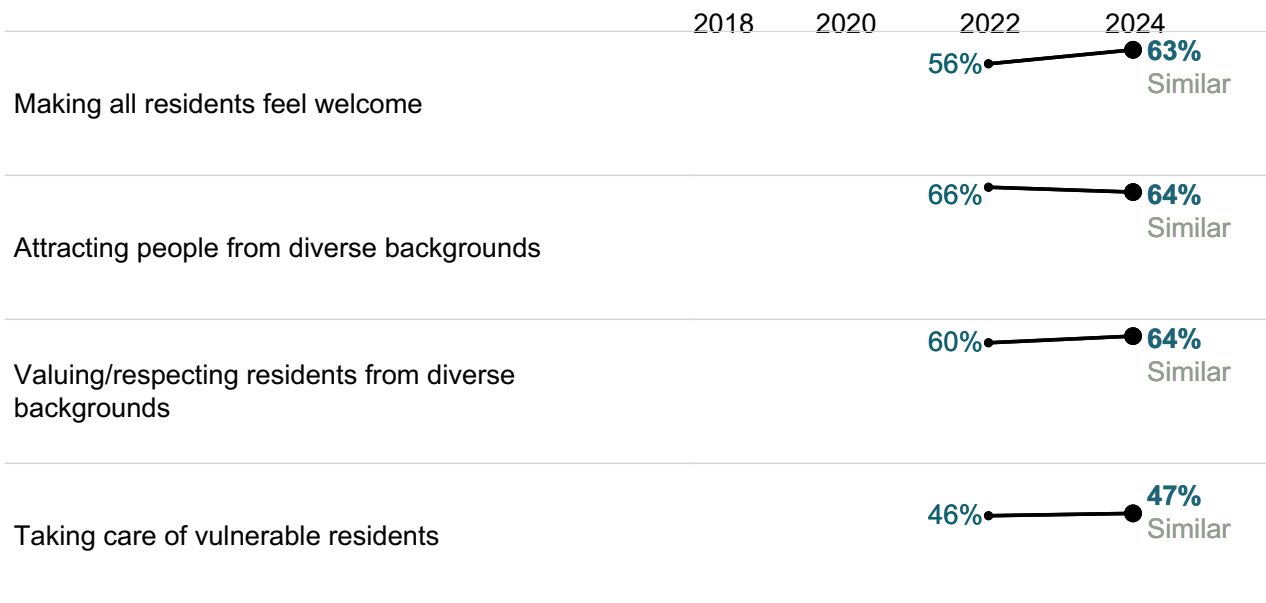 2018 2020 2022 2024
56% 63%
Similar
Making all residents feel welcome
66% 64%
Similar
Attracting people from diverse backgrounds
60% 64%
Similar
Valuing/respecting residents from diverse
backgrounds
47%
46%
Similar
Taking care of vulnerable residents